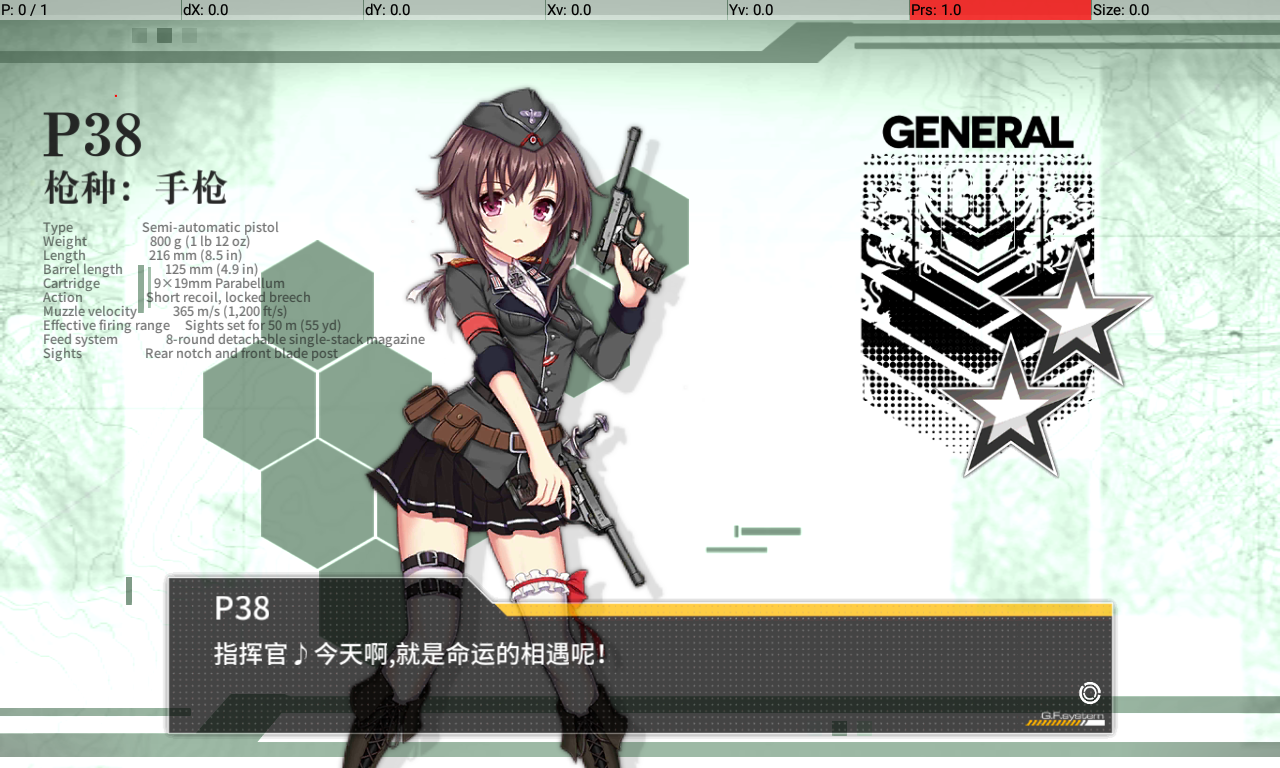 P: 0 / 1 dX: 0.0 dY: 0.0 Xv: 0.0 Yv: 0.0 Prs: 1.0 Size: 0.0
P38
枪种：手枪
Type Semi-automatic pistol
Weight 800 g (1 lb 12 oz)
Length 216 mm (8.5 in)
Barrel length 125 mm (4.9 in)
Cartridge 9×19mm Parabellum
Action Short recoil, locked breech
Muzzle velocity 365 m/s (1,200 ft/s)
Effective firing range Sights set for 50 m (55 yd)
Feed system 8-round detachable single-stack magazine
Sights Rear notch and front blade post
GENERAL
P38
指挥官♪今天啊,就是命运的相遇呢!
G.F.system